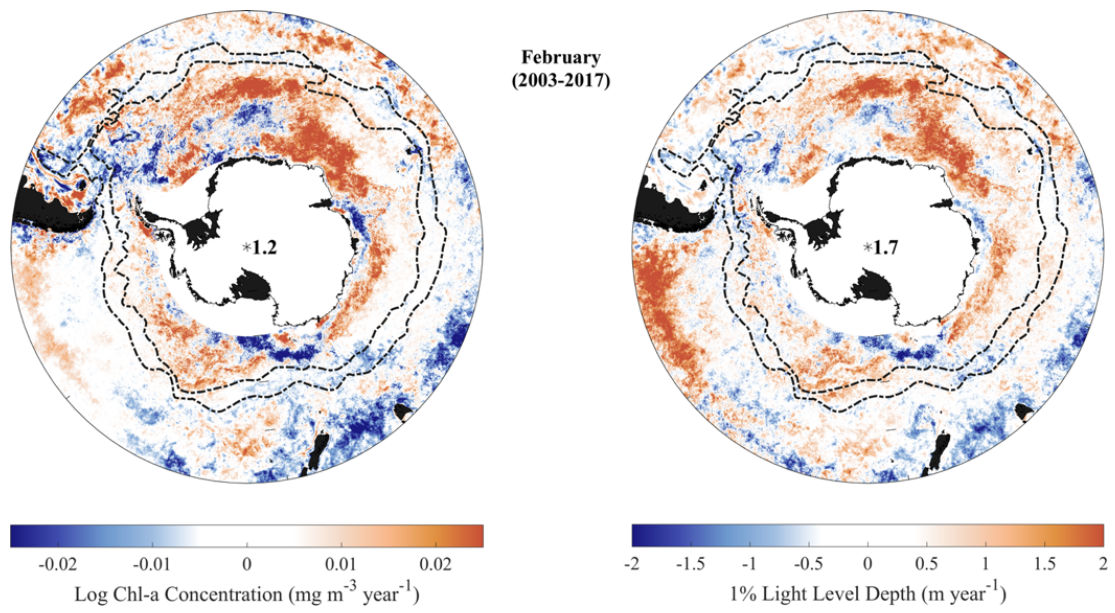 February
(2003-2017)
*1.2
*1.7
-0.02 -0.01 0 0.01 0.02
Log Chl-a Concentration (mg m⁻³ year⁻¹)
-2 -1.5 -1 -0.5 0 0.5 1 1.5 2
1% Light Level Depth (m year⁻¹)